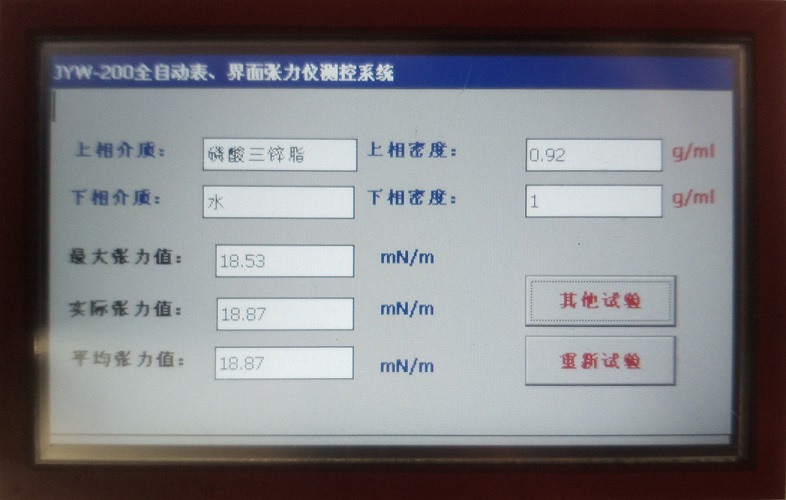 JYW-200全自动表、界面张力仪测控系统
上相介质： 磷酸三锌脂 上相密度： 0.92 g/ml
下相介质： 水 下相密度： 1 g/ml
最大张力值： 18.53 mN/m
实际张力值： 18.87 mN/m 其他试验
平均张力值： 18.87 mN/m 重新试验